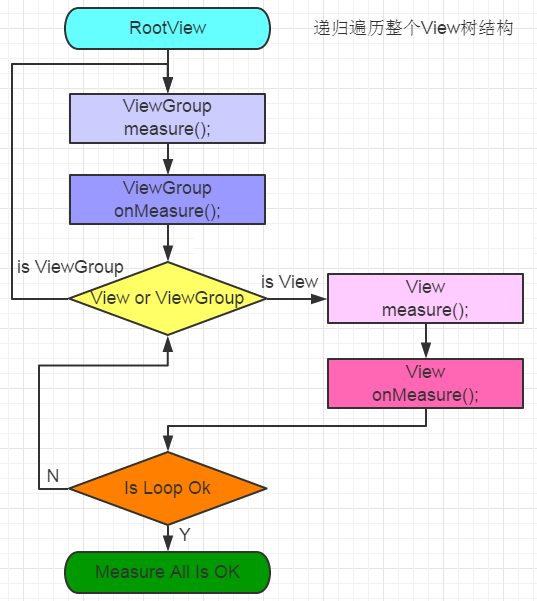 RootView
递归遍历整个View树结构
ViewGroup
measure();
ViewGroup
onMeasure();
is ViewGroup
View or ViewGroup
is View
View
measure();
View
onMeasure();
N
Is Loop Ok
Y
Measure All Is OK